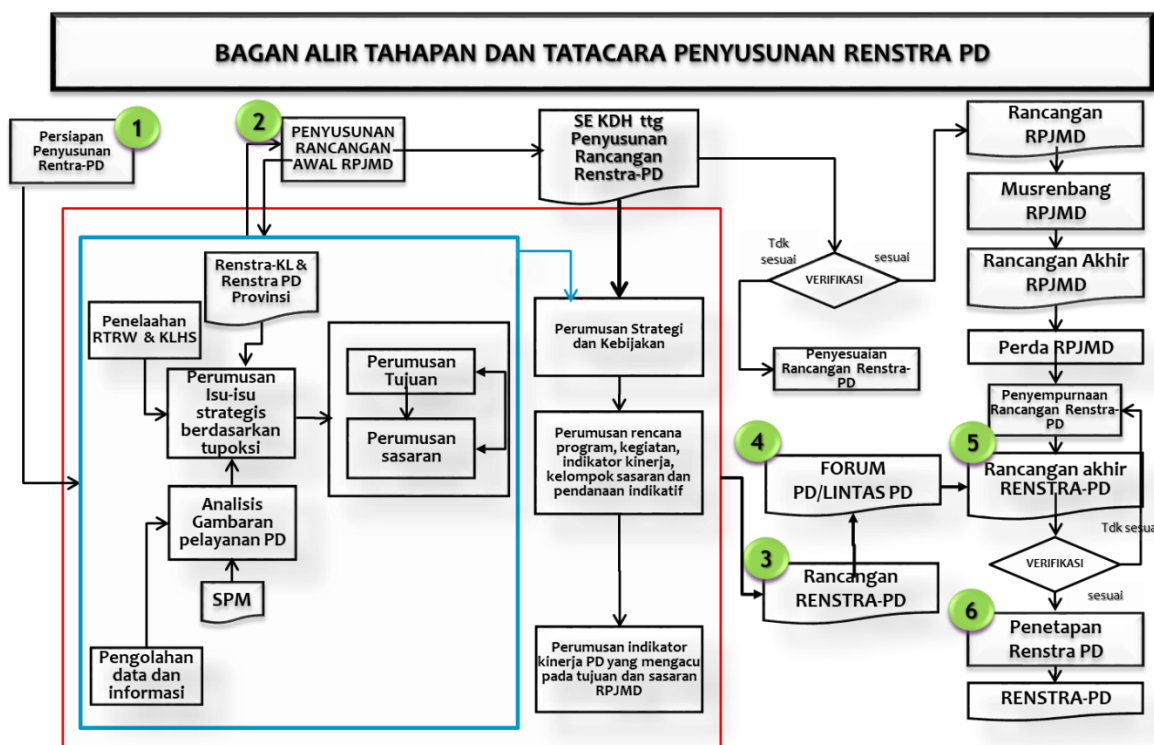 BAGAN ALIR TAHAPAN DAN TATACARA PENYUSUNAN RENSTRA PD
1
Persiapan
Penyusunan
Rentra-PD
2
PENYUSUNAN
RANCANGAN
AWAL RPJMD
SE KDH ttg
Penyusunan
Rancangan
Renstra-PD
Rancangan
RPJMD
Musrenbang
RPJMD
Rancangan Akhir
RPJMD
Perda RPJMD
Penyempurnaan
Rancangan Renstra-
PD
Tdk
sesuai
sesuai
VERIFIKASI
Penyesuaian
Rancangan Renstra-
PD
Renstra-KL &
Renstra PD
Provinsi
Penelaahan
RTRW & KLHS
Perumusan
Isu-isu
strategis
berdasarkan
tupoksi
Perumusan
Tujuan
Perumusan
sasaran
Analisis
Gambaran
pelayanan PD
SPM
Pengolahan
data dan
informasi
Perumusan Strategi
dan Kebijakan
Perumusan rencana
program, kegiatan,
indikator kinerja,
kelompok sasaran dan
pendanaan indikatif
Perumusan indikator
kinerja PD yang mengacu
pada tujuan dan sasaran
RPJMD
3
Rancangan
RENSTRA-PD
4
FORUM
PD/LINTAS PD
5
Rancangan akhir
RENSTRA-PD
Tdk sesuai
VERIFIKASI
sesuai
6
Penetapan
Renstra PD
RENSTRA-PD